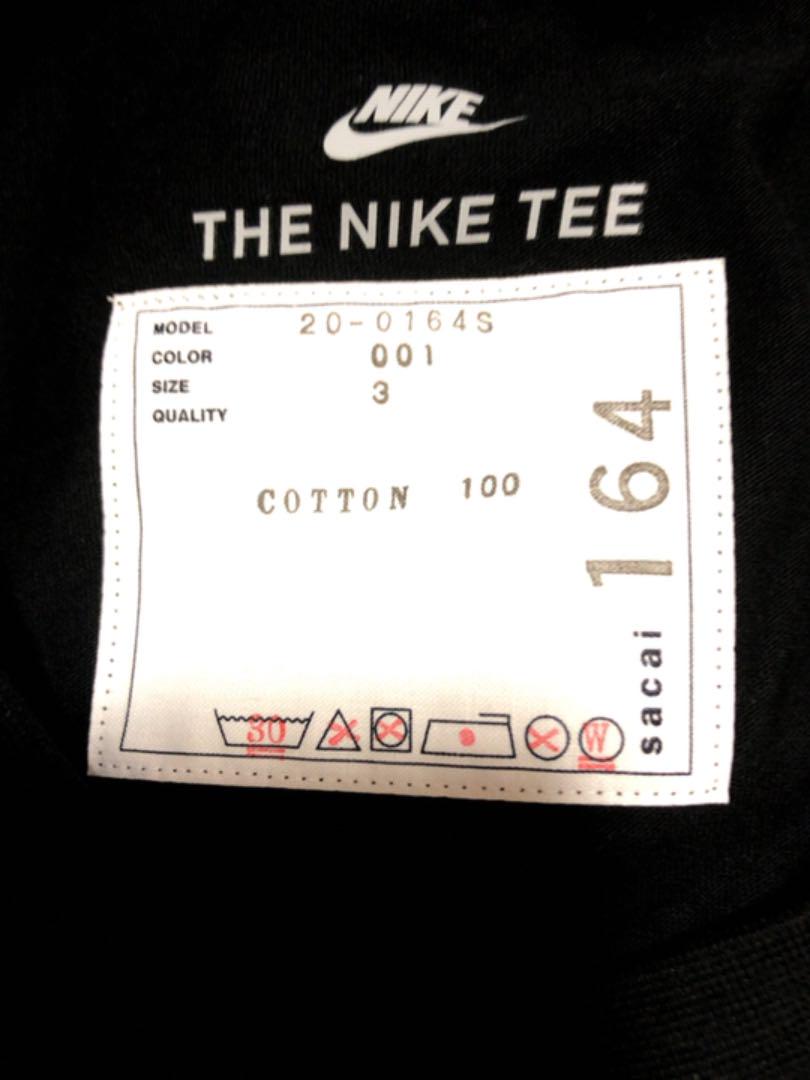 NIKE
THE NIKE TEE
MODEL 20-0164S
COLOR 001
SIZE 3
QUALITY
COTTON 100
sacai 164
30
W